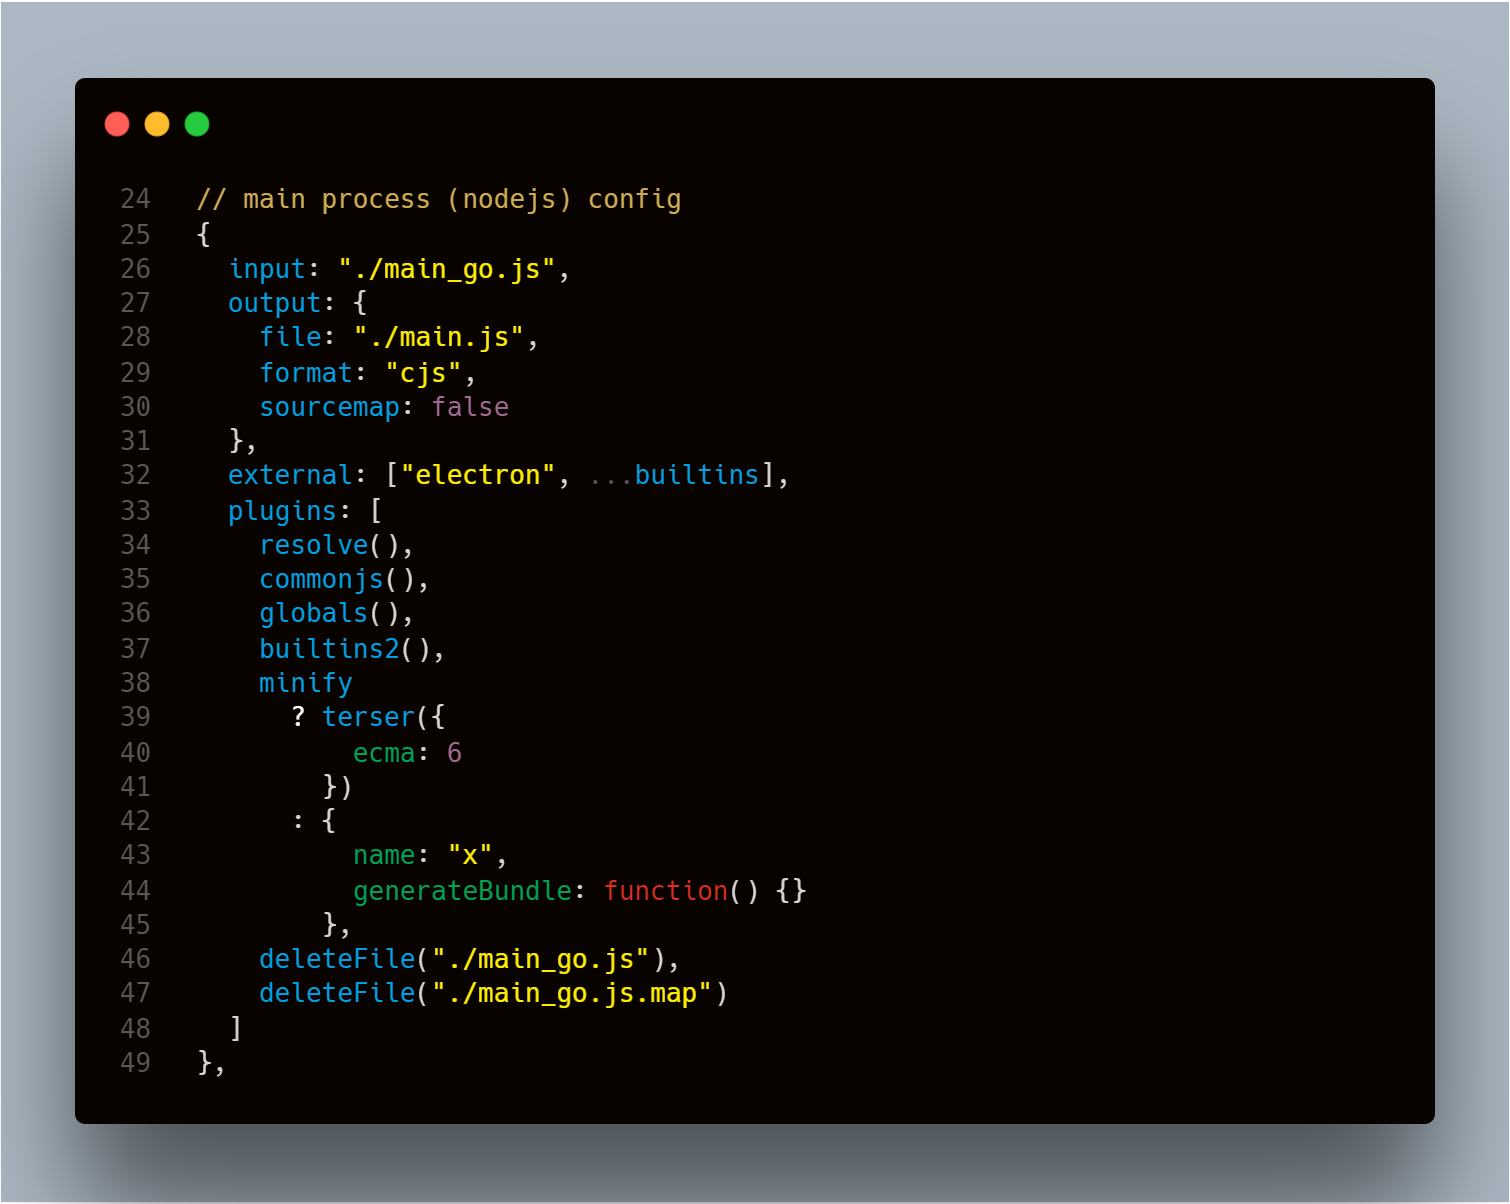 24 // main process (nodejs) config
25 {
26   input: "./main_go.js",
27   output: {
28     file: "./main.js",
29     format: "cjs",
30     sourcemap: false
31   },
32   external: ["electron", ...builtins],
33   plugins: [
34     resolve(),
35     commonjs(),
36     globals(),
37     builtins2(),
38     minify
39       ? terser({
40           ecma: 6
41         })
42       : {
43           name: "x",
44           generateBundle: function() {}
45         },
46     deleteFile("./main_go.js"),
47     deleteFile("./main_go.js.map")
48   ]
49 },